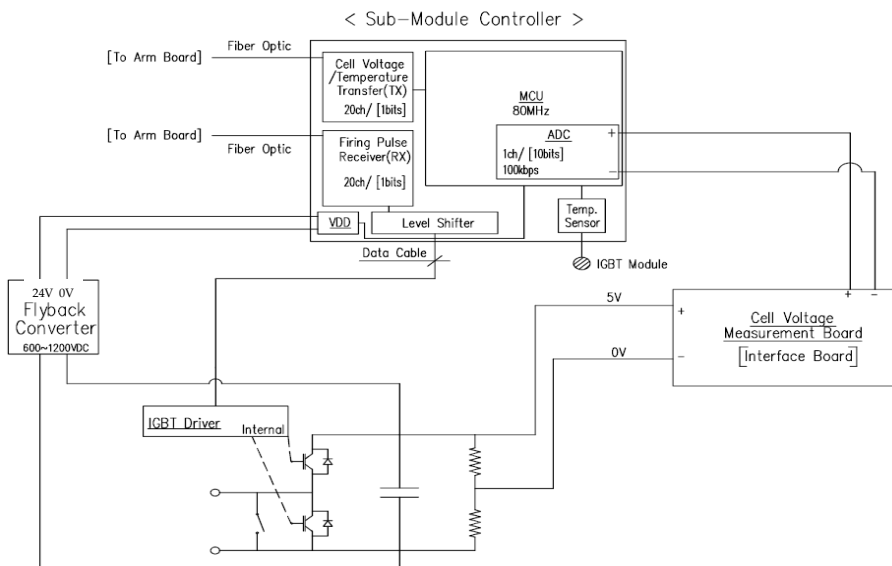 < Sub-Module Controller >
Fiber Optic
[To Arm Board]
Cell Voltage
/Temperature
Transfer(TX)
20ch/ [1bits]
MCU
80MHz
[To Arm Board]
Fiber Optic
Firing Pulse
Receiver(RX)
20ch/ [1bits]
ADC
+
1ch/ [10bits]
100kbps
−
VDD
Level Shifter
Temp.
Sensor
Data Cable
IGBT Module
24V 0V
Flyback
Converter
600~1200VDC
5V
+ −
+
Cell Voltage
Measurement Board
[Interface Board]
0V
−
IGBT Driver
Internal